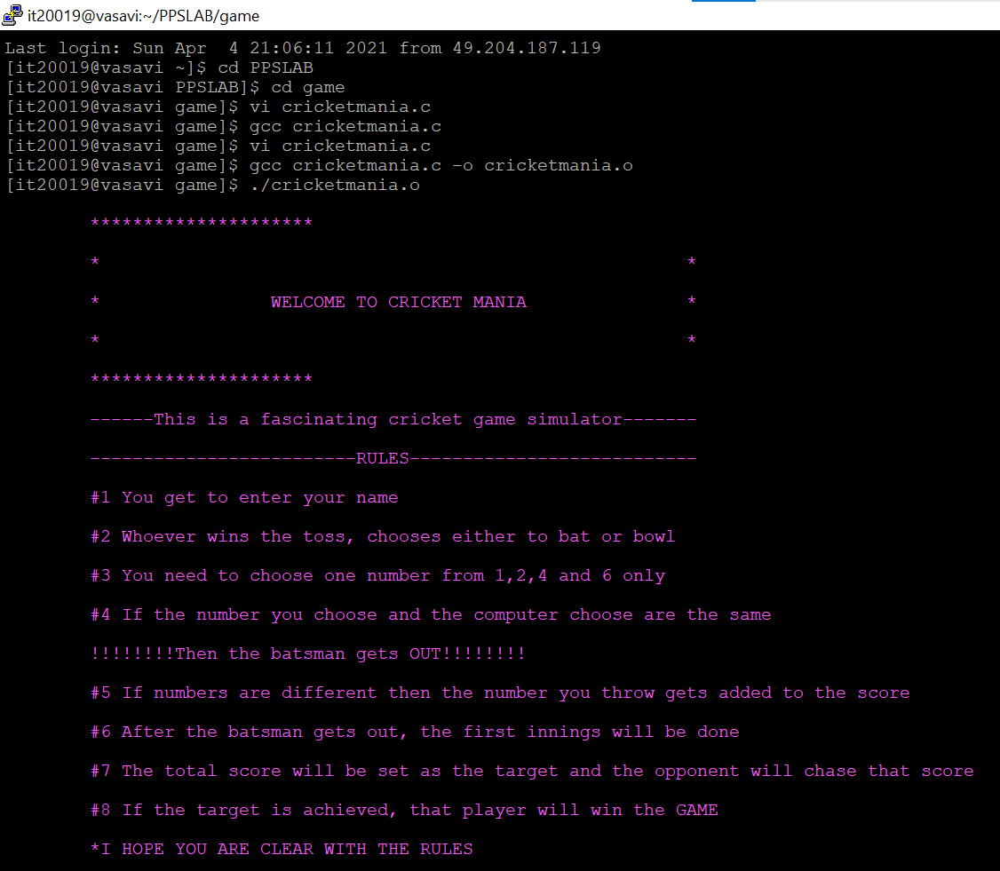 it20019@vasavi:~/PPSLAB/game
Last login: Sun Apr  4 21:06:11 2021 from 49.204.187.119
[it20019@vasavi ~]$ cd PPSLAB
[it20019@vasavi PPSLAB]$ cd game
[it20019@vasavi game]$ vi cricketmania.c
[it20019@vasavi game]$ gcc cricketmania.c
[it20019@vasavi game]$ vi cricketmania.c
[it20019@vasavi game]$ gcc cricketmania.c -o cricketmania.o
[it20019@vasavi game]$ ./cricketmania.o
*********************
*                                                       *
*                WELCOME TO CRICKET MANIA               *
*                                                       *
*********************
------This is a fascinating cricket game simulator-------
-------------------------RULES---------------------------
#1 You get to enter your name
#2 Whoever wins the toss, chooses either to bat or bowl
#3 You need to choose one number from 1,2,4 and 6 only
#4 If the number you choose and the computer choose are the same
!!!!!!!!Then the batsman gets OUT!!!!!!!!
#5 If numbers are different then the number you throw gets added to the score
#6 After the batsman gets out, the first innings will be done
#7 The total score will be set as the target and the opponent will chase that score
#8 If the target is achieved, that player will win the GAME
*I HOPE YOU ARE CLEAR WITH THE RULES